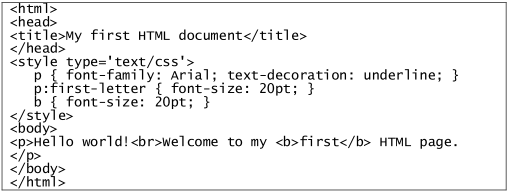 <html>
<head>
<title>My first HTML document</title>
</head>
<style type='text/css'>
   p { font-family: Arial; text-decoration: underline; }
   p:first-letter { font-size: 20pt; }
   b { font-size: 20pt; }
</style>
<body>
<p>Hello world!<br>Welcome to my <b>first</b> HTML page.
</p>
</body>
</html>